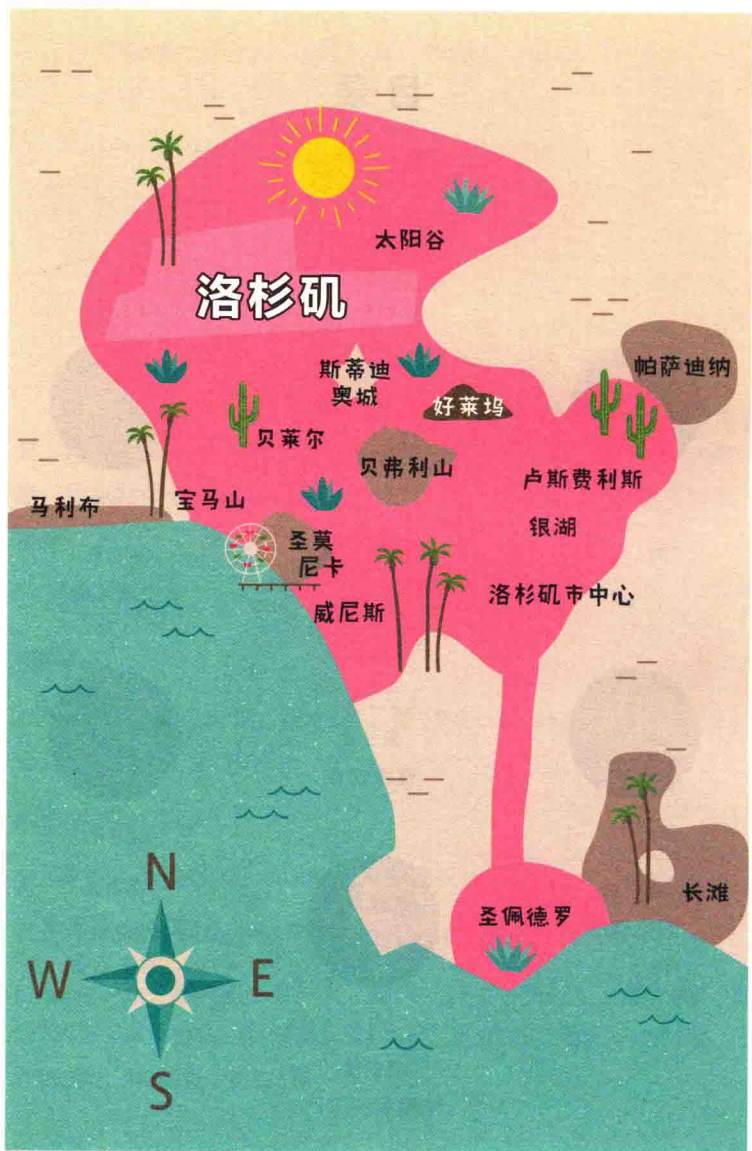 太阳谷
洛杉矶
斯蒂迪
奥城
帕萨迪纳
好莱坞
贝莱尔
贝弗利山
卢斯费利斯
马利布
宝马山
银湖
圣莫
尼卡
洛杉矶市中心
威尼斯
长滩
圣佩德罗
N
W
E
S